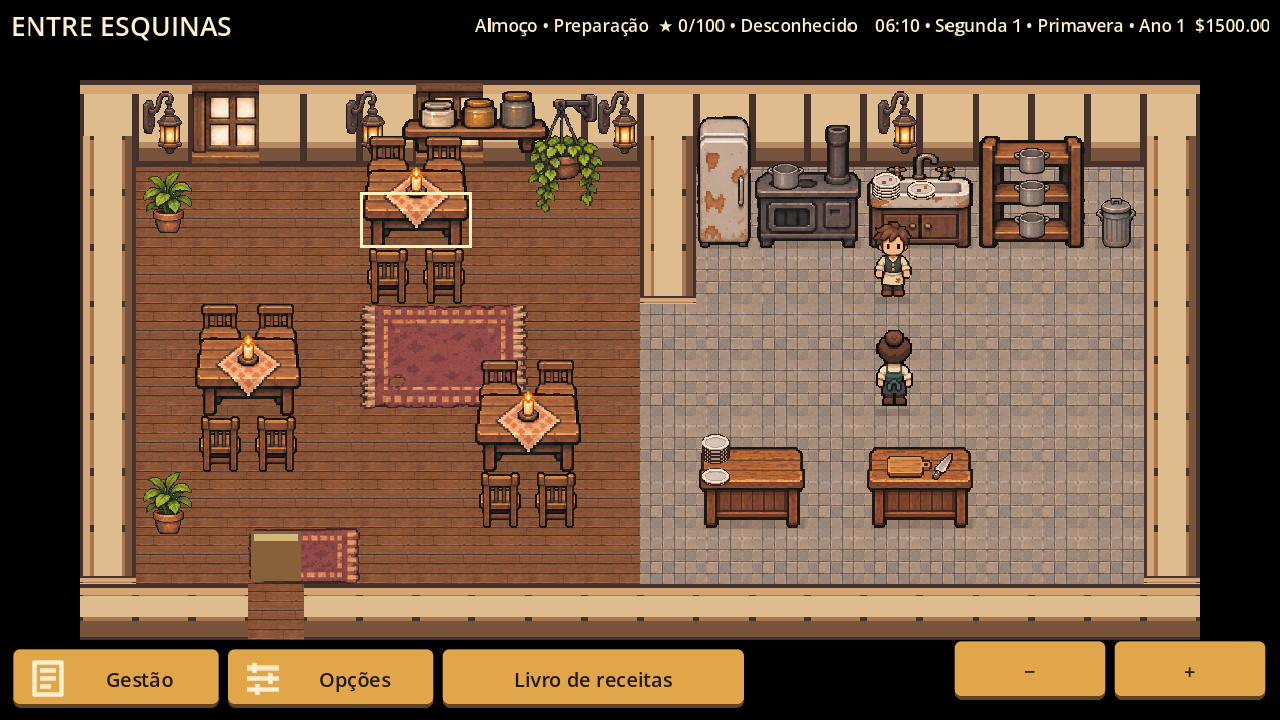 ENTRE ESQUINAS
Almoço • Preparação ★ 0/100 • Desconhecido 06:10 • Segunda 1 • Primavera • Ano 1 $1500.00
Gestão
Opções
Livro de receitas
−
+